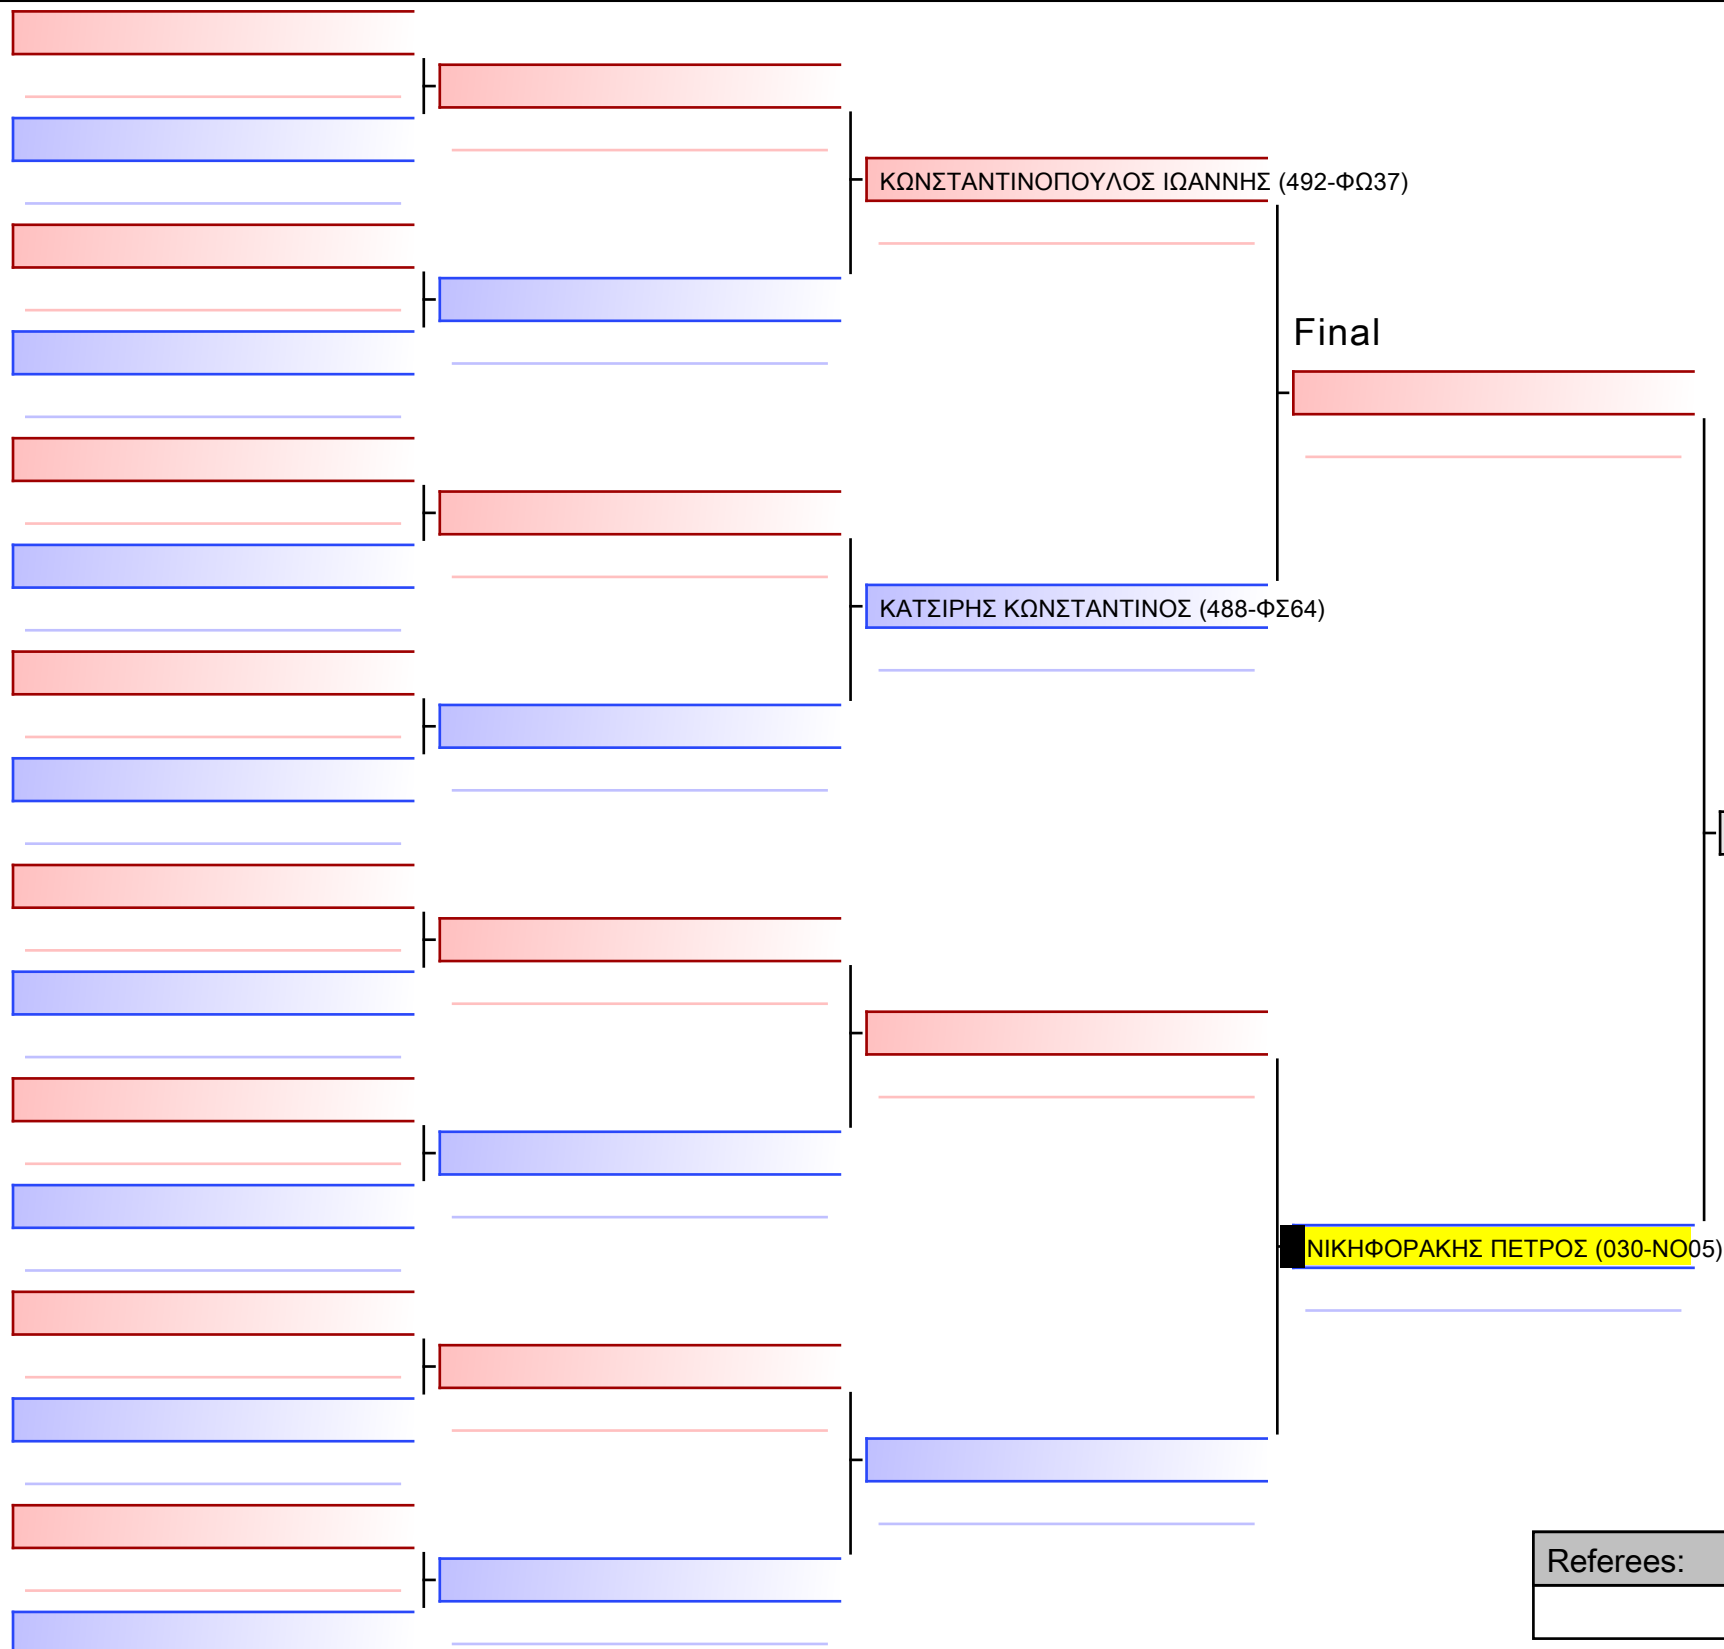 ΚΩΝΣΤΑΝΤΙΝΟΠΟΥΛΟΣ ΙΩΑΝΝΗΣ (492-ΦΩ37)
Final
ΚΑΤΣΙΡΗΣ ΚΩΝΣΤΑΝΤΙΝΟΣ (488-ΦΣ64)
ΝΙΚΗΦΟΡΑΚΗΣ ΠΕΤΡΟΣ (030-ΝΟ05)
Referees: